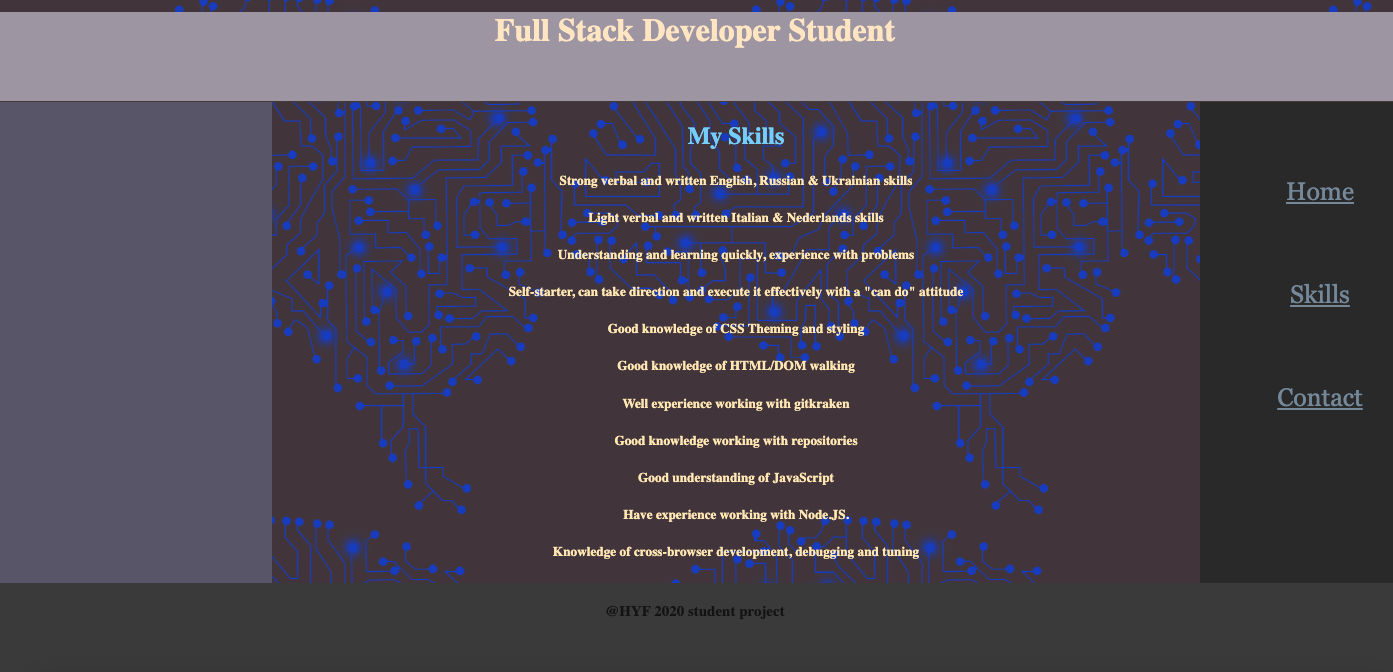 Full Stack Developer Student
My Skills
Strong verbal and written English, Russian & Ukrainian skills
Light verbal and written Italian & Nederlands skills
Understanding and learning quickly, experience with problems
Self-starter, can take direction and execute it effectively with a "can do" attitude
Good knowledge of CSS Theming and styling
Good knowledge of HTML/DOM walking
Well experience working with gitkraken
Good knowledge working with repositories
Good understanding of JavaScript
Have experience working with Node.JS.
Knowledge of cross-browser development, debugging and tuning
Home
Skills
Contact
@HYF 2020 student project